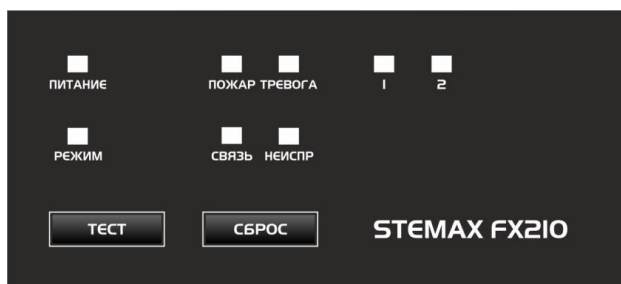 ПИТАНИЕ ПОЖАР ТРЕВОГА 1 2
РЕЖИМ СВЯЗЬ НЕИСПР
ТЕСТ СБРОС STEMAX FX210